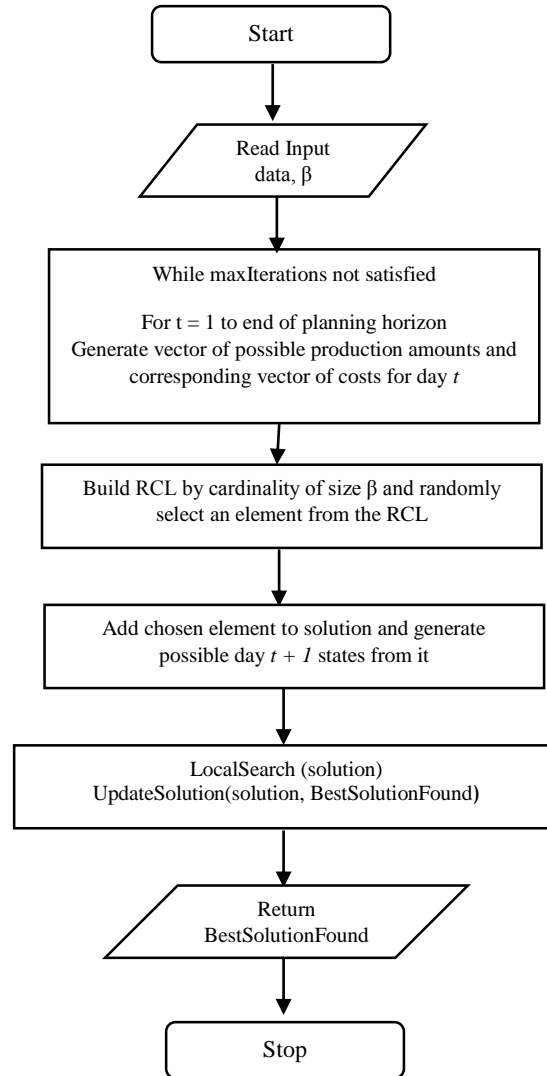 Start
Read Input
data, β
While maxIterations not satisfied
For t = 1 to end of planning horizon
Generate vector of possible production amounts and
corresponding vector of costs for day t
Build RCL by cardinality of size β and randomly
select an element from the RCL
Add chosen element to solution and generate
possible day t + 1 states from it
LocalSearch (solution)
UpdateSolution(solution, BestSolutionFound)
Return
BestSolutionFound
Stop